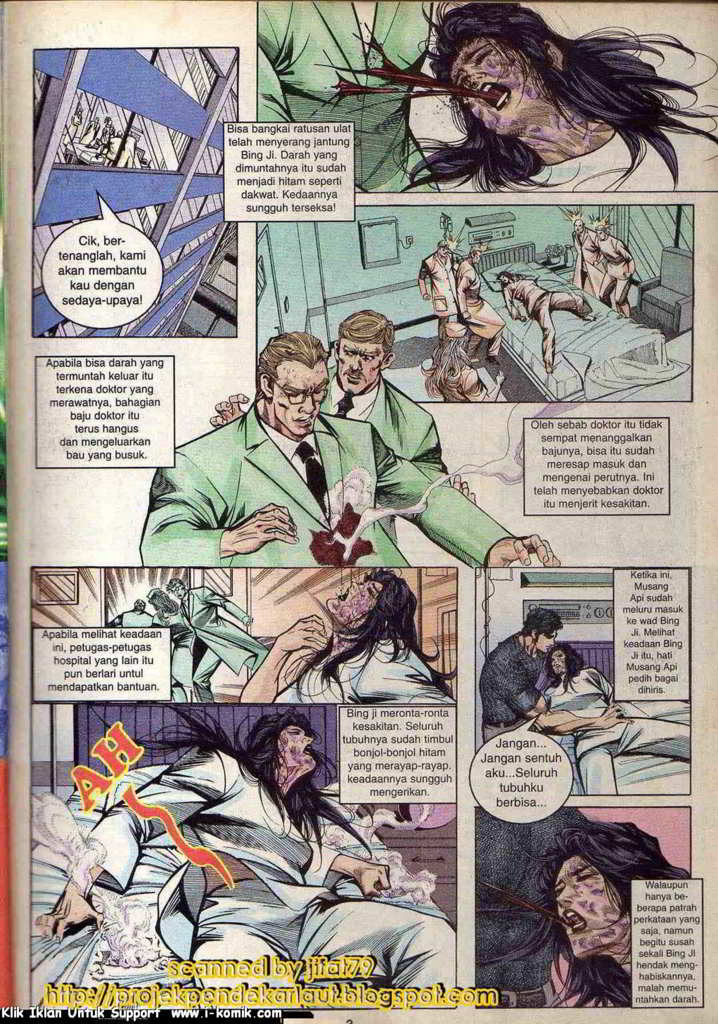 Bisa bangkai ratusan ulat
telah menyerang jantung
Bing Ji. Darah yang
dimuntahnya itu sudah
menjadi hitam seperti
dakwat. Kedaannya
sungguh terseksa!
Cik, ber-
tenanglah, kami
akan membantu
kau dengan
sedaya-upaya!
Apabila bisa darah yang
termuntah keluar itu
terkena doktor yang
merawatnya, bahagian
baju doktor itu
terus hangus
dan mengeluarkan
bau yang busuk.
Oleh sebab doktor itu tidak
sempat menanggalkan
bajunya, bisa itu sudah
meresap masuk dan
mengenai perutnya. Ini
telah menyebabkan doktor
itu menjerit kesakitan.
Apabila melihat keadaan
ini, petugas-petugas
hospital yang lain itu
pun berlari untul
mendapatkan bantuan.
Ketika ini,
Musang
Api sudah
meluru masuk
ke wad Bing
Ji. Melihat
keadaan Bing Ji
itu, hati
Musang Api
pedih bagai
dihiris.
Bing ji meronta-ronta
kesakitan. Seluruh
tubuhnya sudah timbul
bonjol-bonjol hitam
yang merayap-rayap.
keadaannya sungguh
mengerikan.
AH
Jangan...
Jangan sentuh
aku...Seluruh
tubuhku
berbisa...
Walaupun
hanya be-
berapa patrah
perkataan yang
saja, namun
begitu susah
sekali Bing JI
hendak meng-
habiskannya,
malah memu-
ntahkan darah.
scanned by jifal79
http://projekpendekarlaut.blogspot.com
Klik Iklan Untuk Support www.i-komik.com
3